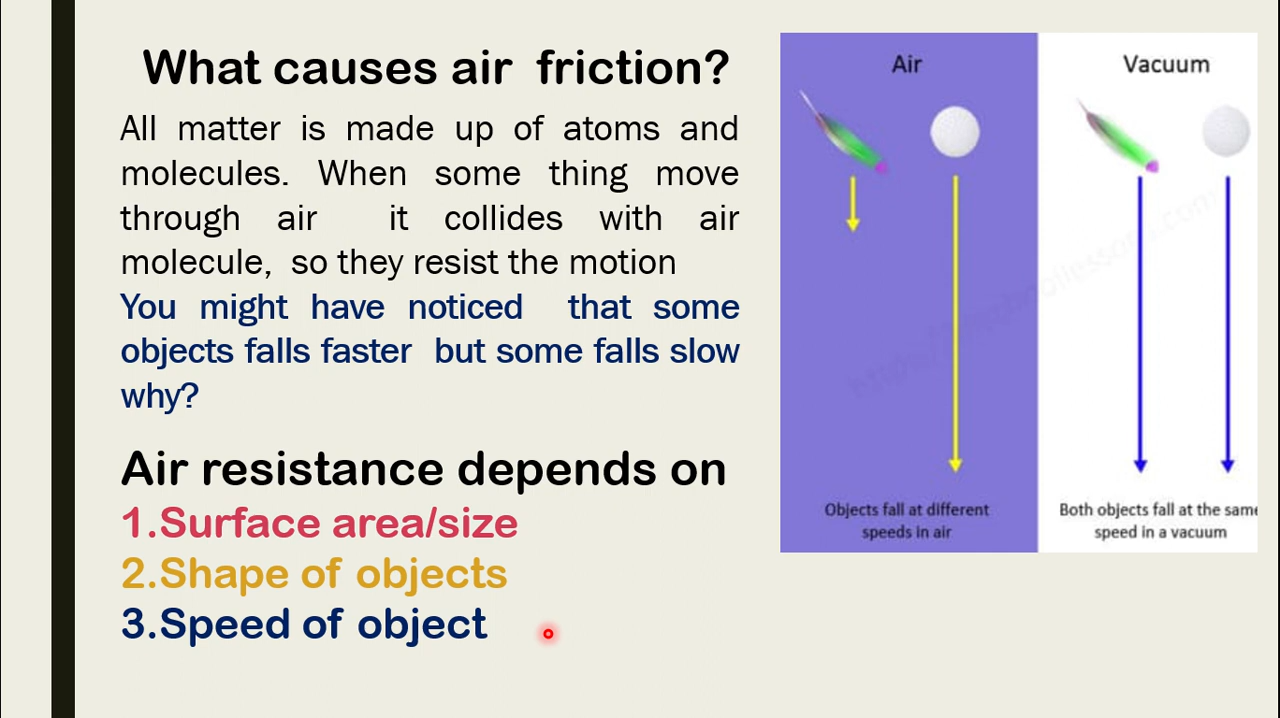 What causes air friction?
All matter is made up of atoms and
molecules. When some thing move
through air it collides with air
molecule, so they resist the motion
You might have noticed that some
objects falls faster but some falls slow
why?
Air resistance depends on
1.Surface area/size
2.Shape of objects
3.Speed of object
Air
Objects fall at different
speeds in air
Vacuum
Both objects fall at the same
speed in a vacuum